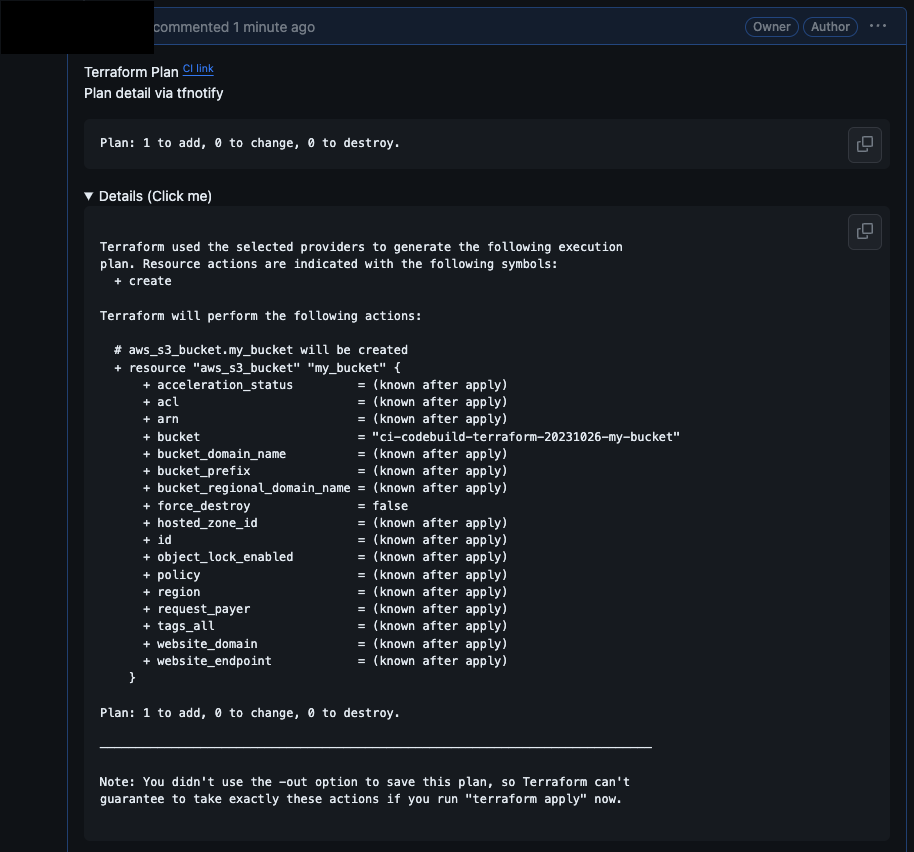 commented 1 minute ago Owner Author ···
Terraform Plan CI link
Plan detail via tfnotify
Plan: 1 to add, 0 to change, 0 to destroy.
▼ Details (Click me)
Terraform used the selected providers to generate the following execution
plan. Resource actions are indicated with the following symbols:
  + create
Terraform will perform the following actions:
  # aws_s3_bucket.my_bucket will be created
  + resource "aws_s3_bucket" "my_bucket" {
      + acceleration_status         = (known after apply)
      + acl                         = (known after apply)
      + arn                         = (known after apply)
      + bucket                      = "ci-codebuild-terraform-20231026-my-bucket"
      + bucket_domain_name          = (known after apply)
      + bucket_prefix               = (known after apply)
      + bucket_regional_domain_name = (known after apply)
      + force_destroy               = false
      + hosted_zone_id              = (known after apply)
      + id                          = (known after apply)
      + object_lock_enabled         = (known after apply)
      + policy                      = (known after apply)
      + region                      = (known after apply)
      + request_payer               = (known after apply)
      + tags_all                    = (known after apply)
      + website_domain              = (known after apply)
      + website_endpoint            = (known after apply)
    }
Plan: 1 to add, 0 to change, 0 to destroy.
Note: You didn't use the -out option to save this plan, so Terraform can't
guarantee to take exactly these actions if you run "terraform apply" now.